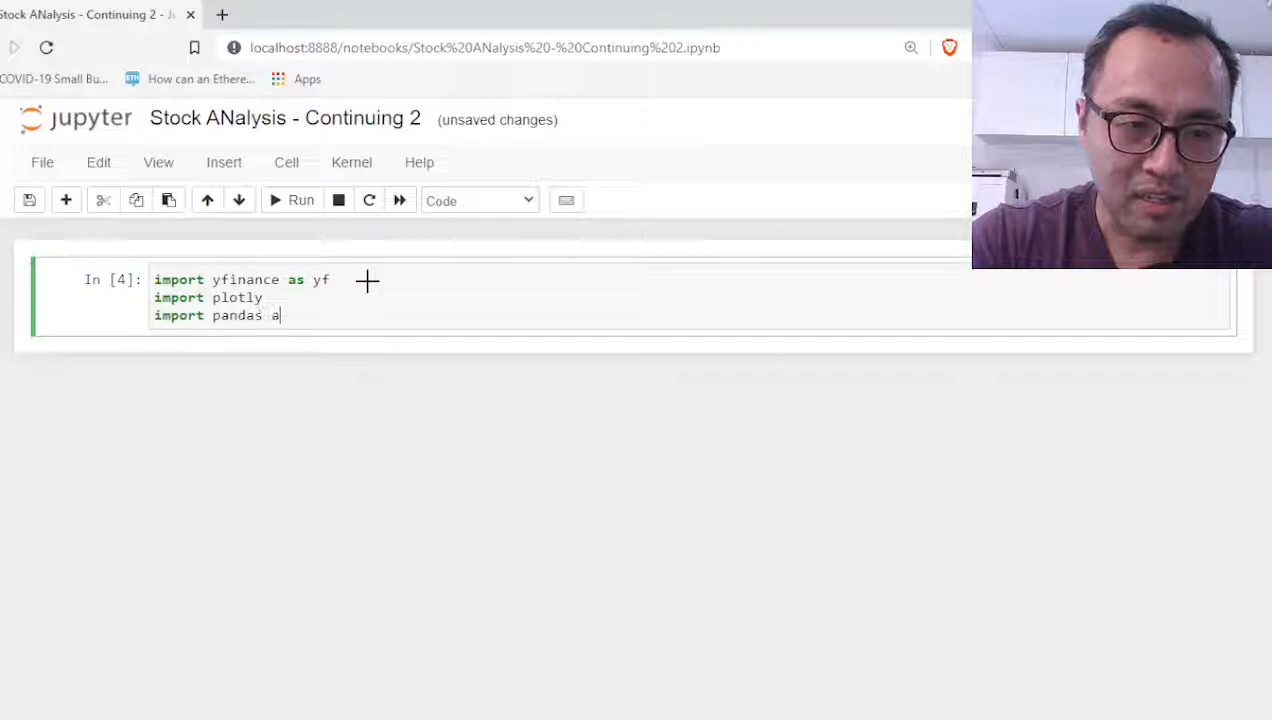 Stock ANalysis - Continuing 2 - Ju
localhost:8888/notebooks/Stock%20ANalysis%20-%20Continuing%202.ipynb
COVID-19 Small Bu...
How can an Ethere...
Apps
jupyter
Stock ANalysis - Continuing 2
(unsaved changes)
File
Edit
View
Insert
Cell
Kernel
Help
Run
Code
In [4]:
import yfinance as yf
import plotly
import pandas a